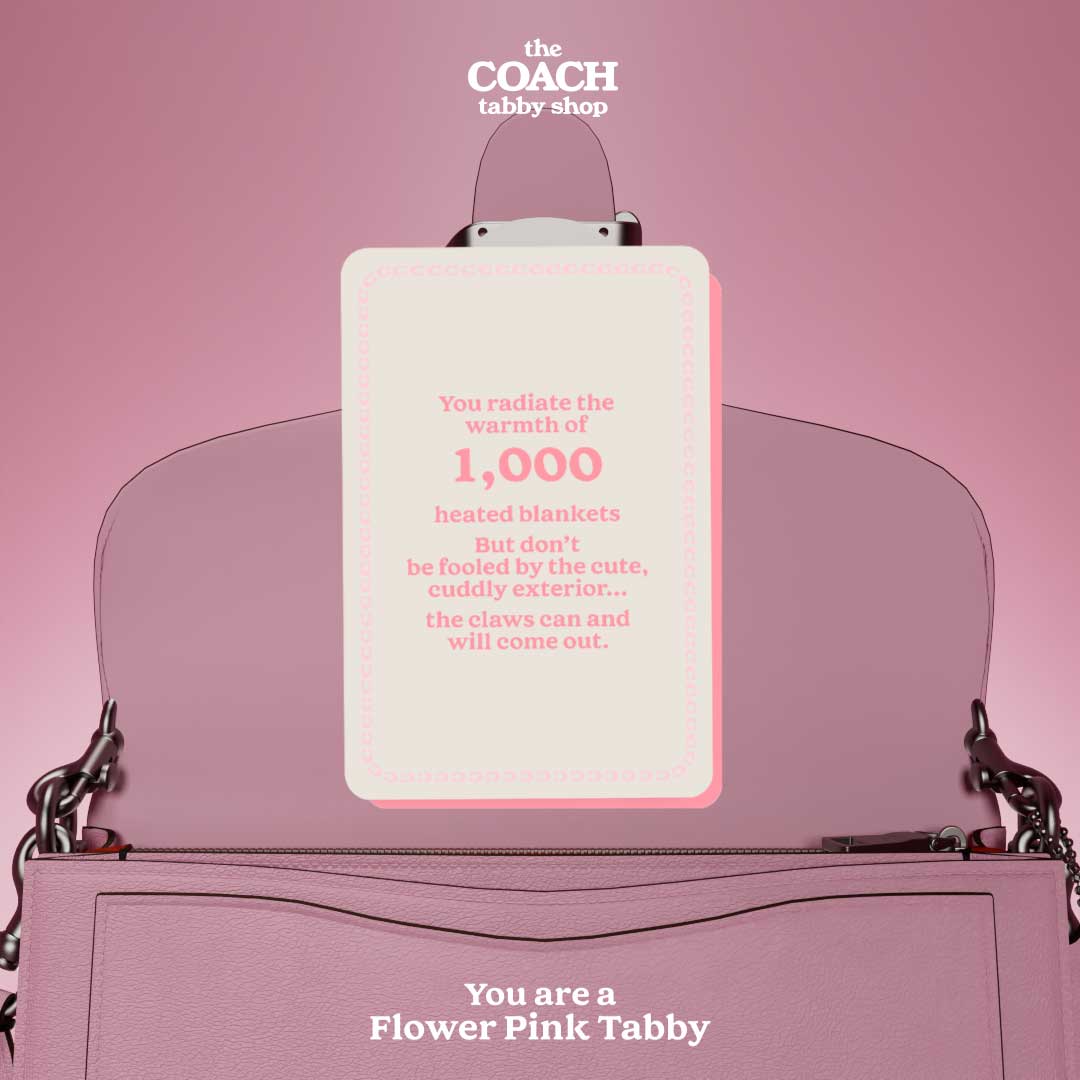 the
COACH
tabby shop
You radiate the
warmth of
1,000
heated blankets
But don’t
be fooled by the cute,
cuddly exterior...
the claws can and
will come out.
You are a
Flower Pink Tabby